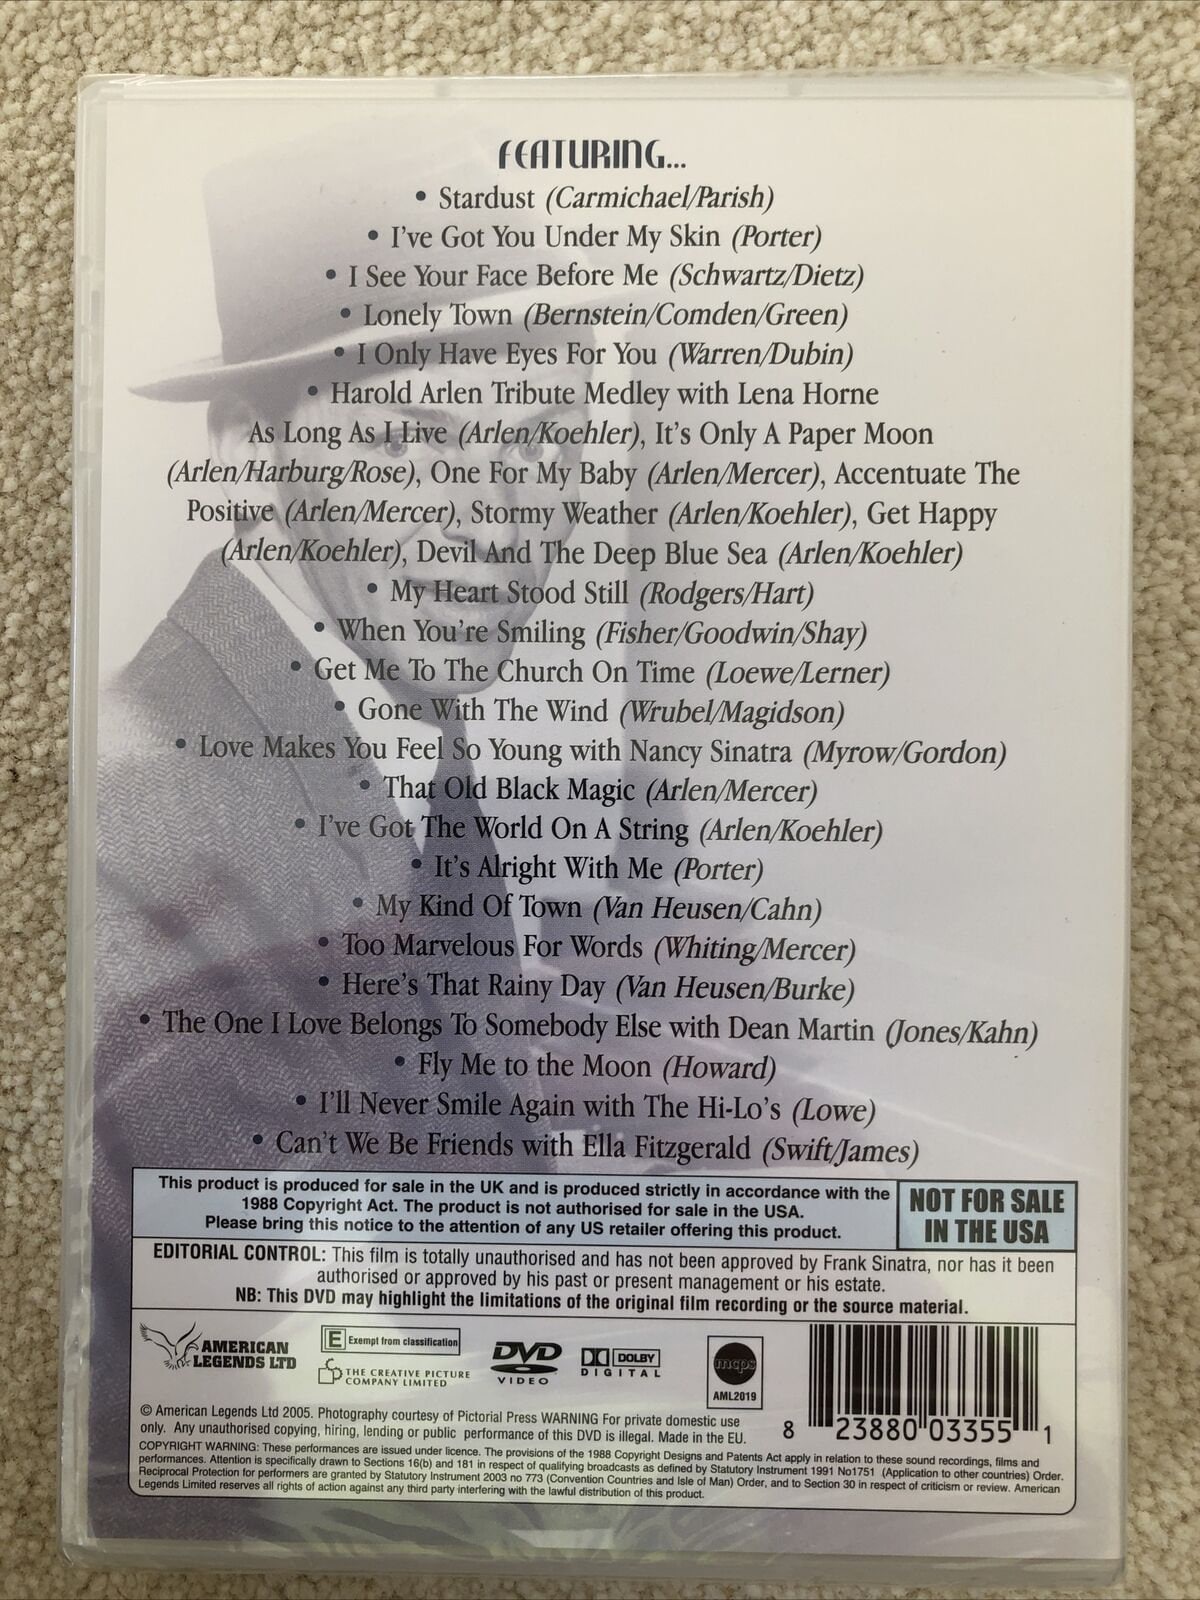 FEATURING...
• Stardust (Carmichael/Parish)
• I've Got You Under My Skin (Porter)
• I See Your Face Before Me (Schwartz/Dietz)
• Lonely Town (Bernstein/Comden/Green)
• I Only Have Eyes For You (Warren/Dubin)
• Harold Arlen Tribute Medley with Lena Horne
As Long As I Live (Arlen/Koehler), It's Only A Paper Moon
(Arlen/Harburg/Rose), One For My Baby (Arlen/Mercer), Accentuate The
Positive (Arlen/Mercer), Stormy Weather (Arlen/Koehler), Get Happy
(Arlen/Koehler), Devil And The Deep Blue Sea (Arlen/Koehler)
• My Heart Stood Still (Rodgers/Hart)
• When You're Smiling (Fisher/Goodwin/Shay)
• Get Me To The Church On Time (Loewe/Lerner)
• Gone With The Wind (Wrubel/Magidson)
• Love Makes You Feel So Young with Nancy Sinatra (Myrow/Gordon)
• That Old Black Magic (Arlen/Mercer)
• I've Got The World On A String (Arlen/Koehler)
• It's Alright With Me (Porter)
• My Kind Of Town (Van Heusen/Cahn)
• Too Marvelous For Words (Whiting/Mercer)
• Here's That Rainy Day (Van Heusen/Burke)
• The One I Love Belongs To Somebody Else with Dean Martin (Jones/Kahn)
• Fly Me to the Moon (Howard)
• I'll Never Smile Again with The Hi-Lo's (Lowe)
• Can't We Be Friends with Ella Fitzgerald (Swift/James)
This product is produced for sale in the UK and is produced strictly in accordance with the
1988 Copyright Act. The product is not authorised for sale in the USA.
Please bring this notice to the attention of any US retailer offering this product.
NOT FOR SALE
IN THE USA
EDITORIAL CONTROL: This film is totally unauthorised and has not been approved by Frank Sinatra, nor has it been
authorised or approved by his past or present management or his estate.
NB: This DVD may highlight the limitations of the original film recording or the source material.
AMERICAN
LEGENDS LTD
E Exempt from classification
THE CREATIVE PICTURE
COMPANY LIMITED
DVD
VIDEO
DOLBY
DIGITAL
mcps
AML2019
8 23880 03355 1
© American Legends Ltd 2005. Photography courtesy of Pictorial Press WARNING For private domestic use
only. Any unauthorised copying, hiring, lending or public performance of this DVD is illegal. Made in the EU.
COPYRIGHT WARNING: These performances are issued under licence. The provisions of the 1988 Copyright Designs and Patents Act apply in relation to these sound recordings, films and
performances. Attention is specifically drawn to Sections 16(b) and 181 in respect of qualifying broadcasts as defined by Statutory Instrument 1991 No1751 (Application to other countries) Order.
Reciprocal Protection for performers are granted by Statutory Instrument 2003 no 773 (Convention Countries and Isle of Man) Order, and to Section 30 in respect of criticism or review. American
Legends Limited reserves all rights of action against any third party interfering with the lawful distribution of this product.